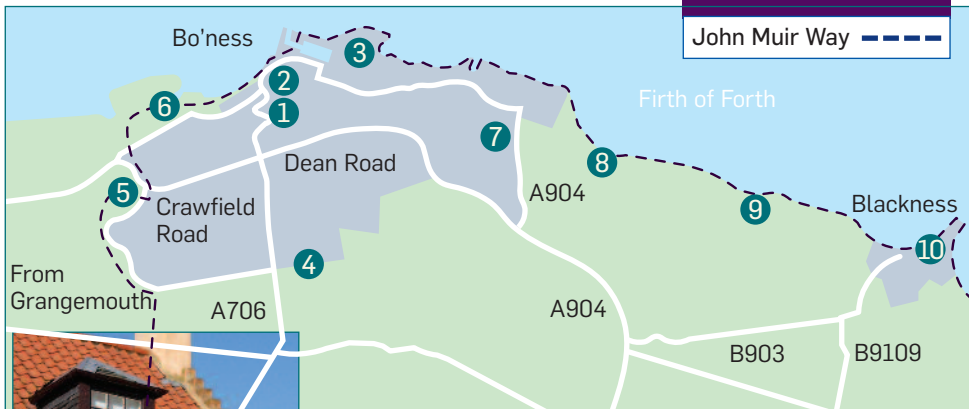 John Muir Way
Bo'ness
3
2
Firth of Forth
6
1
7
Dean Road
8
5
A904
Crawfield
Road
9
Blackness
10
4
From
Grangemouth
A706
A904
B903
B9109